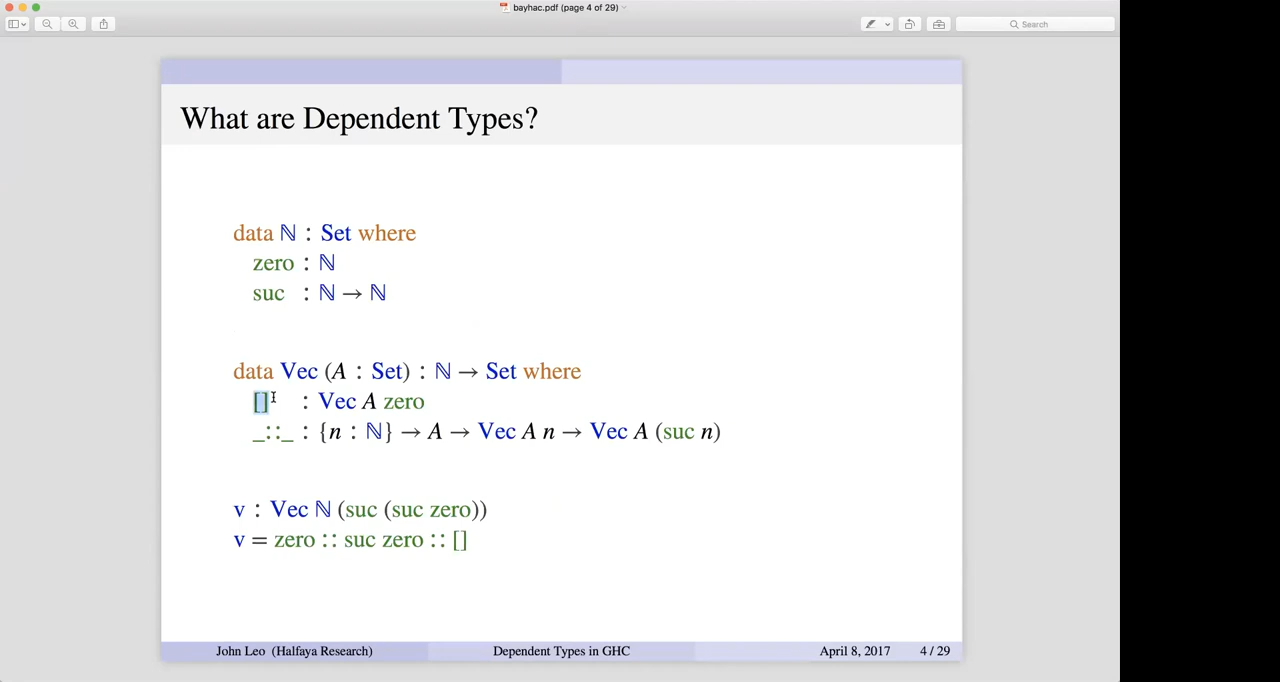 bayhac.pdf (page 4 of 29)
Search
What are Dependent Types?
data ℕ : Set where
zero : ℕ
suc : ℕ → ℕ
data Vec (A : Set) : ℕ → Set where
[] : Vec A zero
_::_ : {n : ℕ} → A → Vec A n → Vec A (suc n)
v : Vec ℕ (suc (suc zero))
v = zero :: suc zero :: []
John Leo (Halfaya Research) Dependent Types in GHC April 8, 2017 4 / 29